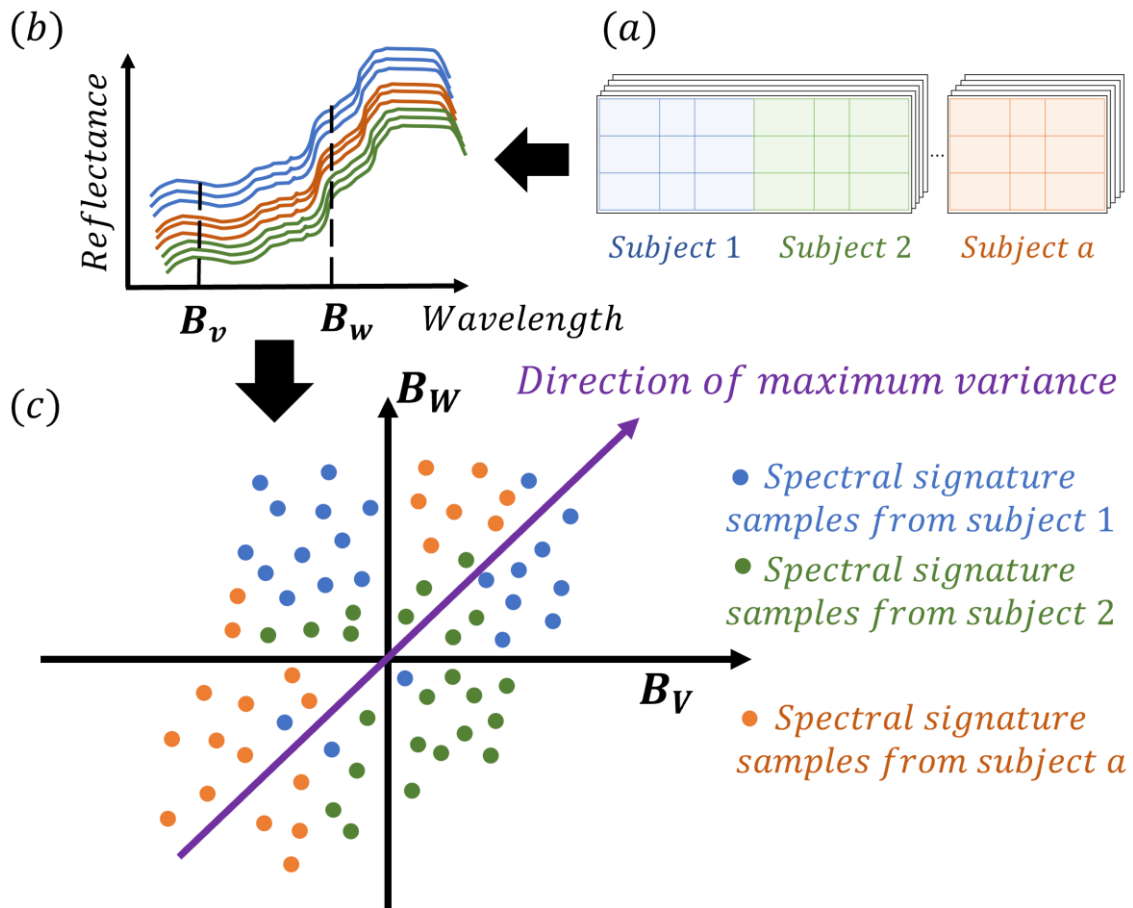 (b)
(a)
Reflectance
Subject 1
Subject 2
...
Subject a
B_v
B_w
Wavelength
(c)
B_W
Direction of maximum variance
Spectral signature
samples from subject 1
Spectral signature
samples from subject 2
B_V
Spectral signature
samples from subject a